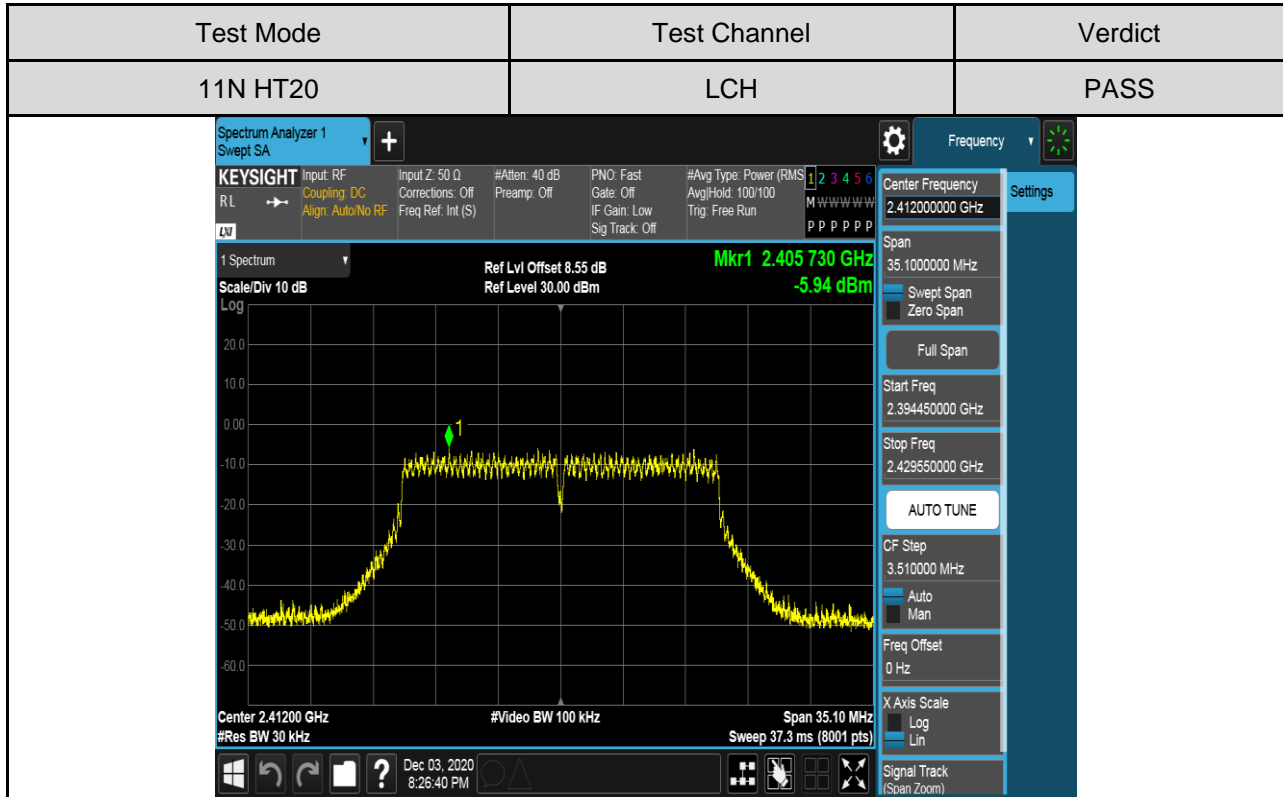 Test Mode Test Channel Verdict
11N HT20 LCH PASS
Spectrum Analyzer 1
Swept SA
+
Frequency
KEYSIGHT
RL
LXI
Input: RF
Coupling: DC
Align: Auto/No RF
Input Z: 50 Ω
Corrections: Off
Freq Ref: Int (S)
#Atten: 40 dB
Preamp: Off
PNO: Fast
Gate: Off
IF Gain: Low
Sig Track: Off
#Avg Type: Power (RMS
Avg|Hold: 100/100
Trig: Free Run
1 2 3 4 5 6
M W W W W W
P P P P P P
1 Spectrum
Scale/Div 10 dB
Log
Ref Lvl Offset 8.55 dB
Ref Level 30.00 dBm
Mkr1 2.405 730 GHz
-5.94 dBm
20.0
10.0
0.00
-10.0
-20.0
-30.0
-40.0
-50.0
-60.0
1
Center 2.41200 GHz
#Res BW 30 kHz
#Video BW 100 kHz
Span 35.10 MHz
Sweep 37.3 ms (8001 pts)
Center Frequency
2.412000000 GHz
Settings
Span
35.1000000 MHz
Swept Span
Zero Span
Full Span
Start Freq
2.394450000 GHz
Stop Freq
2.429550000 GHz
AUTO TUNE
CF Step
3.510000 MHz
Auto
Man
Freq Offset
0 Hz
X Axis Scale
Log
Lin
Signal Track
(Span Zoom)
?
Dec 03, 2020
8:26:40 PM